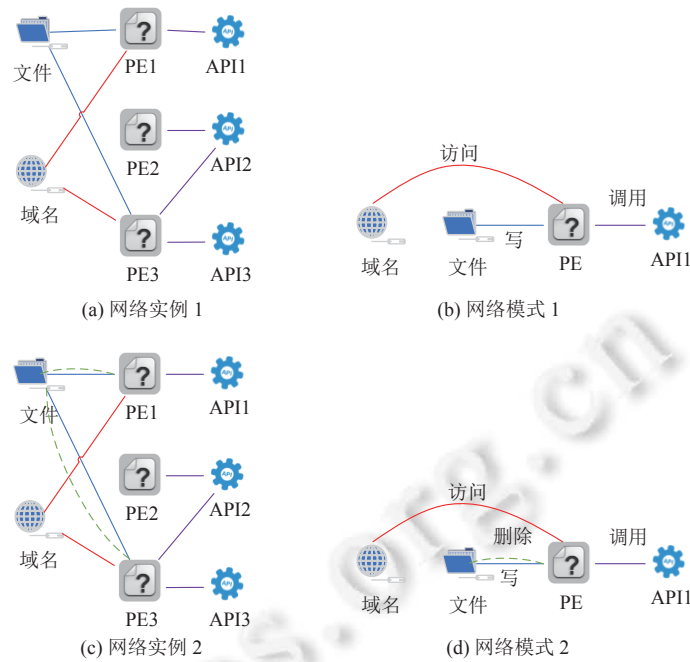 文件
PE1
API1
PE2
API2
域名
PE3
API3
(a) 网络实例 1
访问
调用
写
域名
文件
PE
API1
(b) 网络模式 1
文件
PE1
API1
PE2
API2
域名
PE3
API3
(c) 网络实例 2
访问
删除
调用
写
域名
文件
PE
API1
(d) 网络模式 2